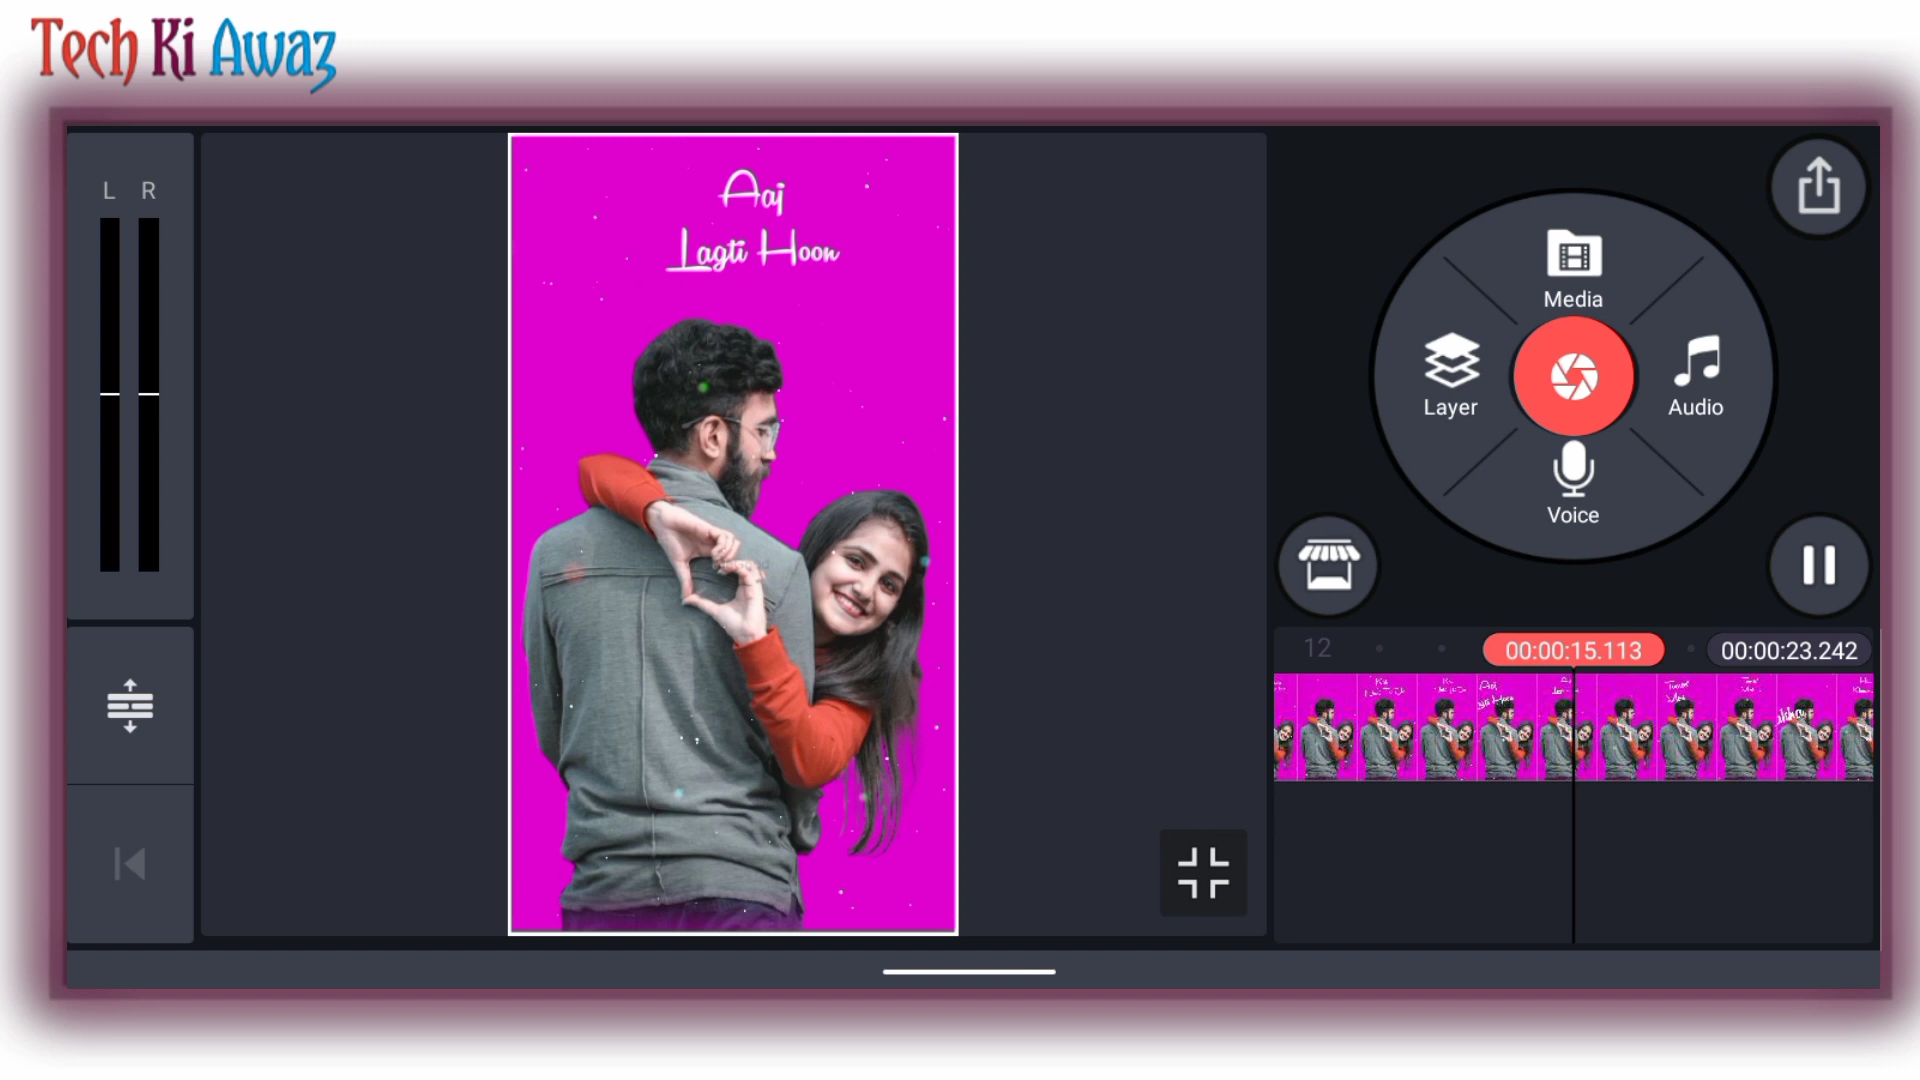 Tech Ki Awaz
L R
Aaj
Lagti Hoon
Media
Layer
Audio
Voice
12
00:00:15.113
00:00:23.242